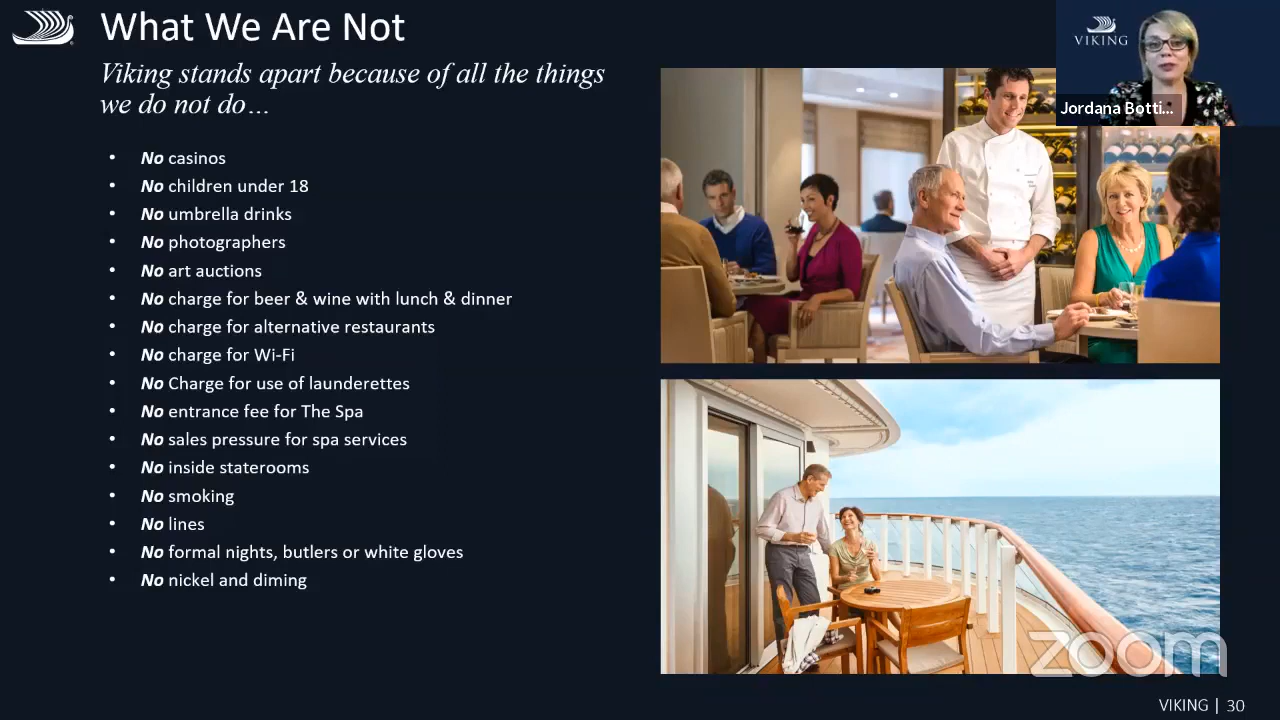 What We Are Not
Viking stands apart because of all the things
we do not do…
• No casinos
• No children under 18
• No umbrella drinks
• No photographers
• No art auctions
• No charge for beer & wine with lunch & dinner
• No charge for alternative restaurants
• No charge for Wi-Fi
• No Charge for use of launderettes
• No entrance fee for The Spa
• No sales pressure for spa services
• No inside staterooms
• No smoking
• No lines
• No formal nights, butlers or white gloves
• No nickel and diming
VIKING
Jordana Botti...
zoom
VIKING | 30